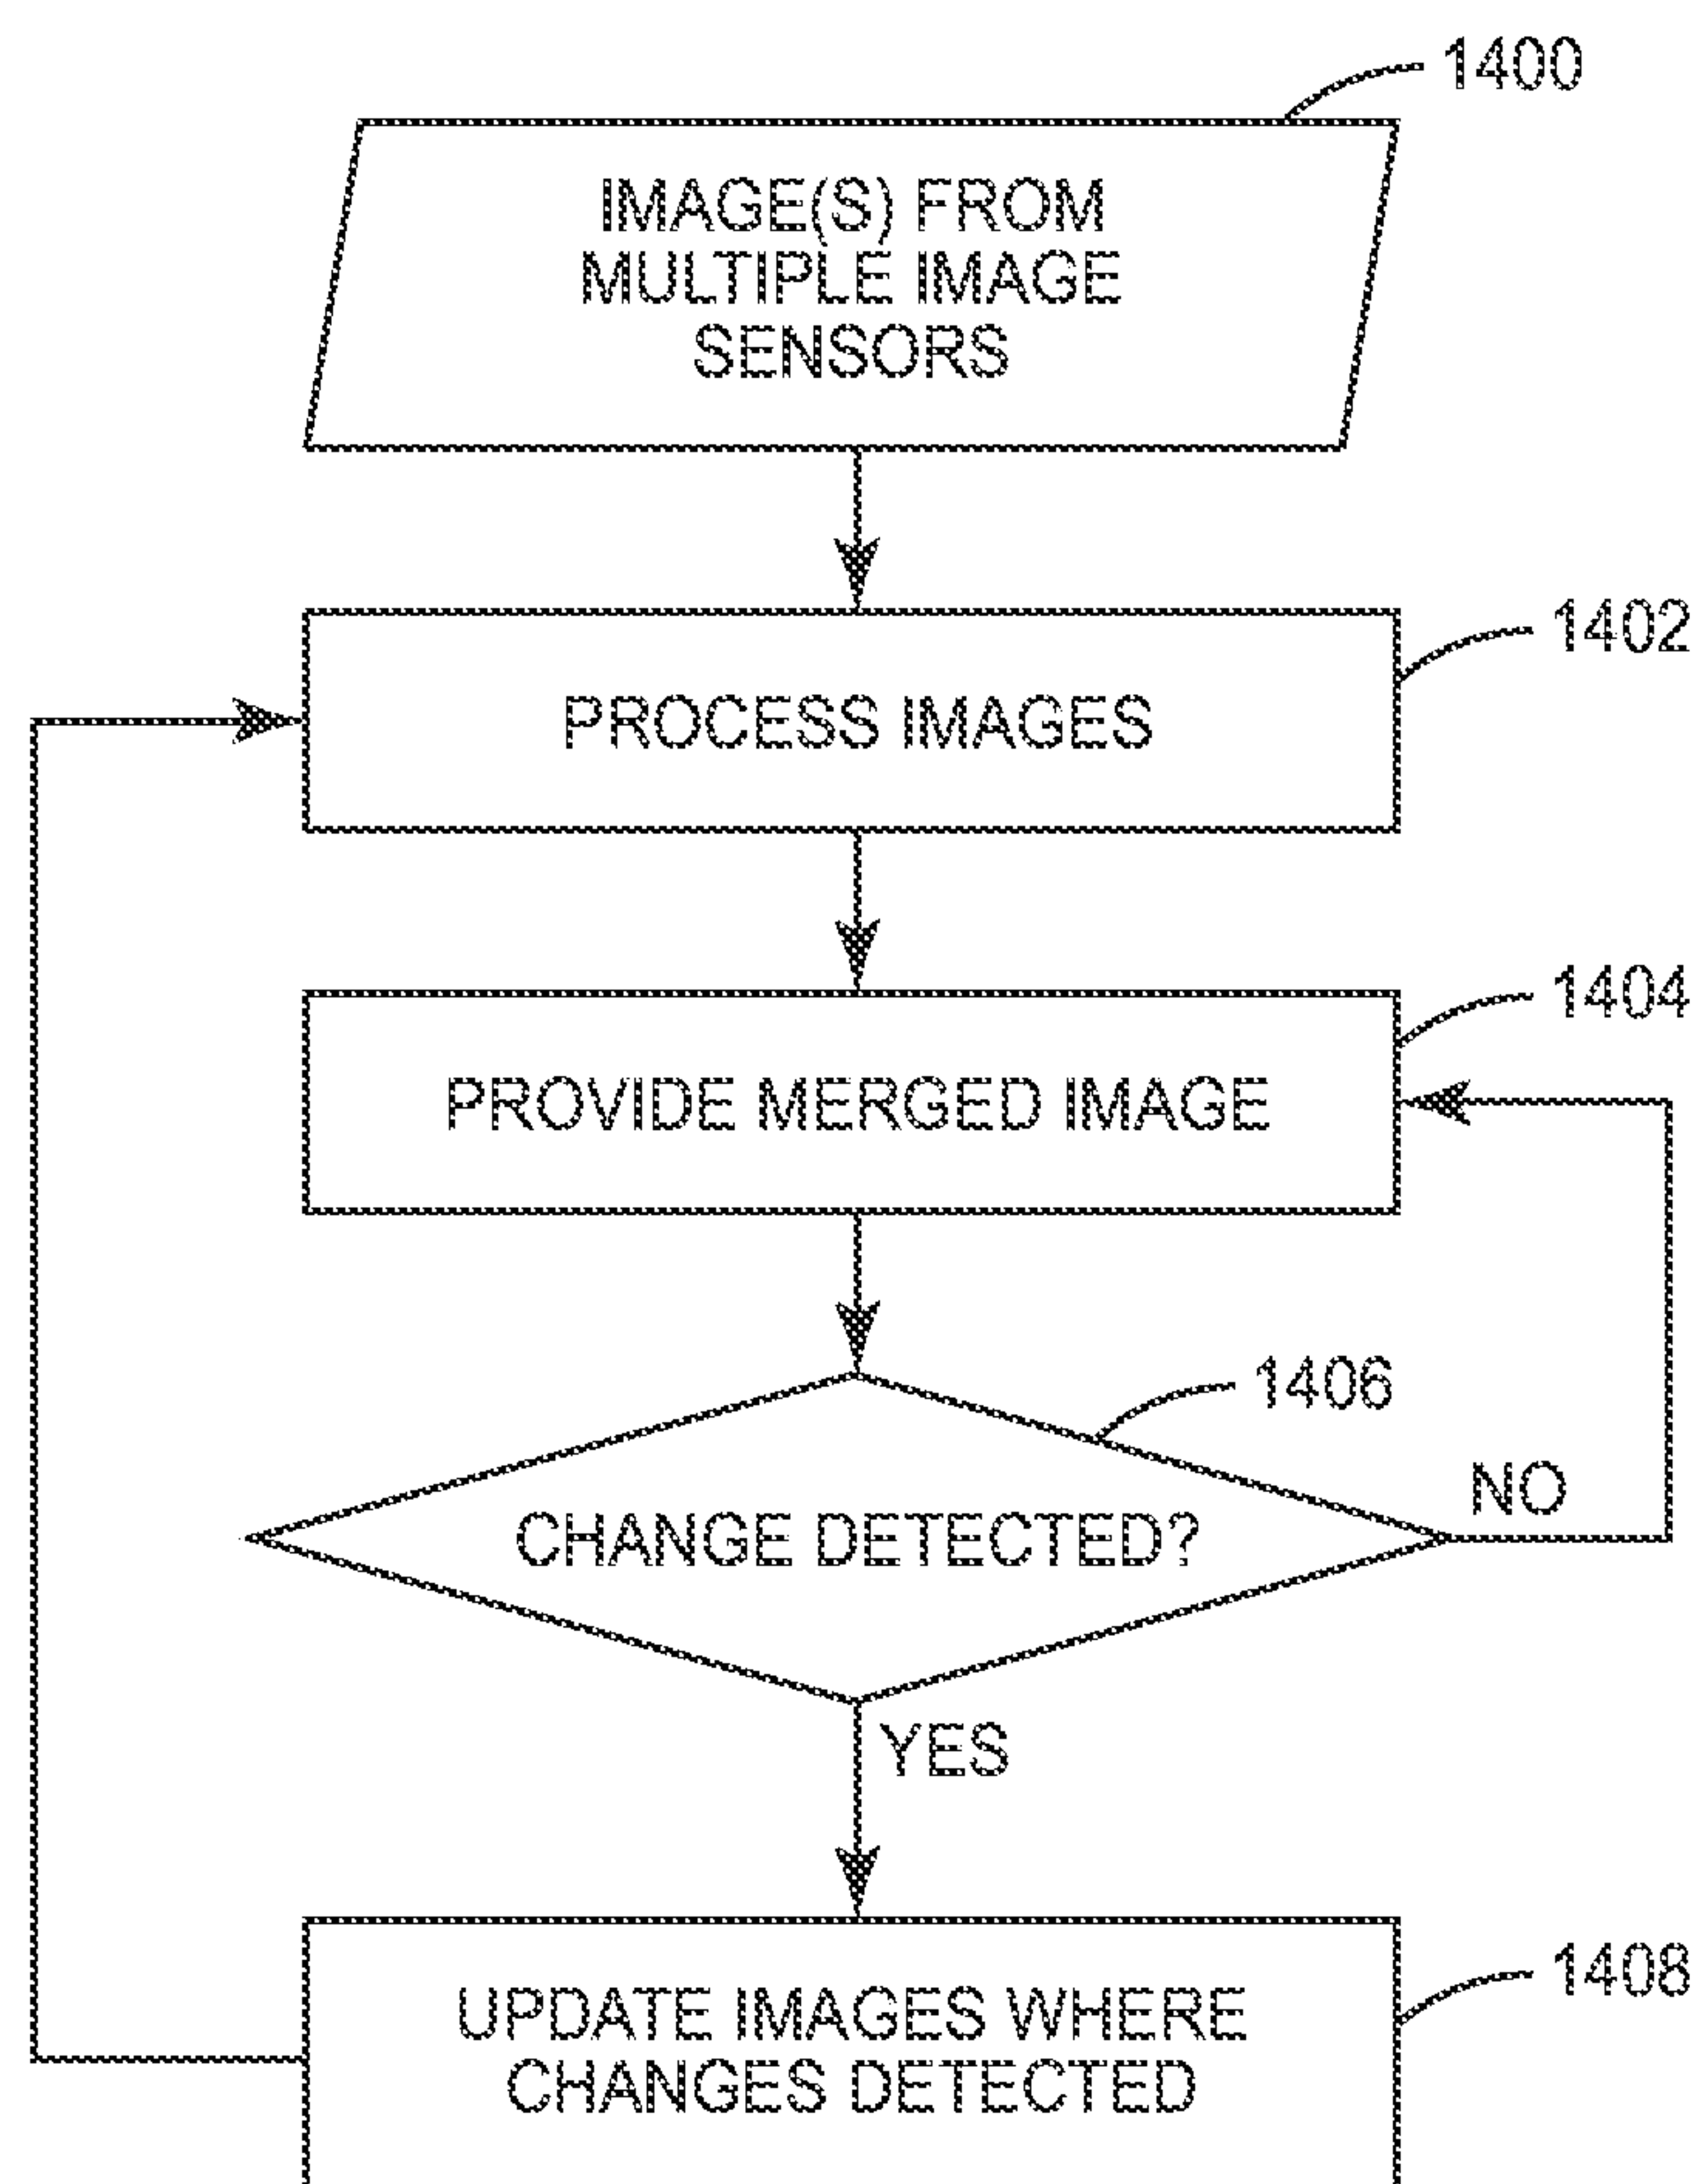 1400
IMAGE(S) FROM
MULTIPLE IMAGE
SENSORS
1402
PROCESS IMAGES
1404
PROVIDE MERGED IMAGE
1406
NO
CHANGE DETECTED?
YES
1408
UPDATE IMAGES WHERE
CHANGES DETECTED